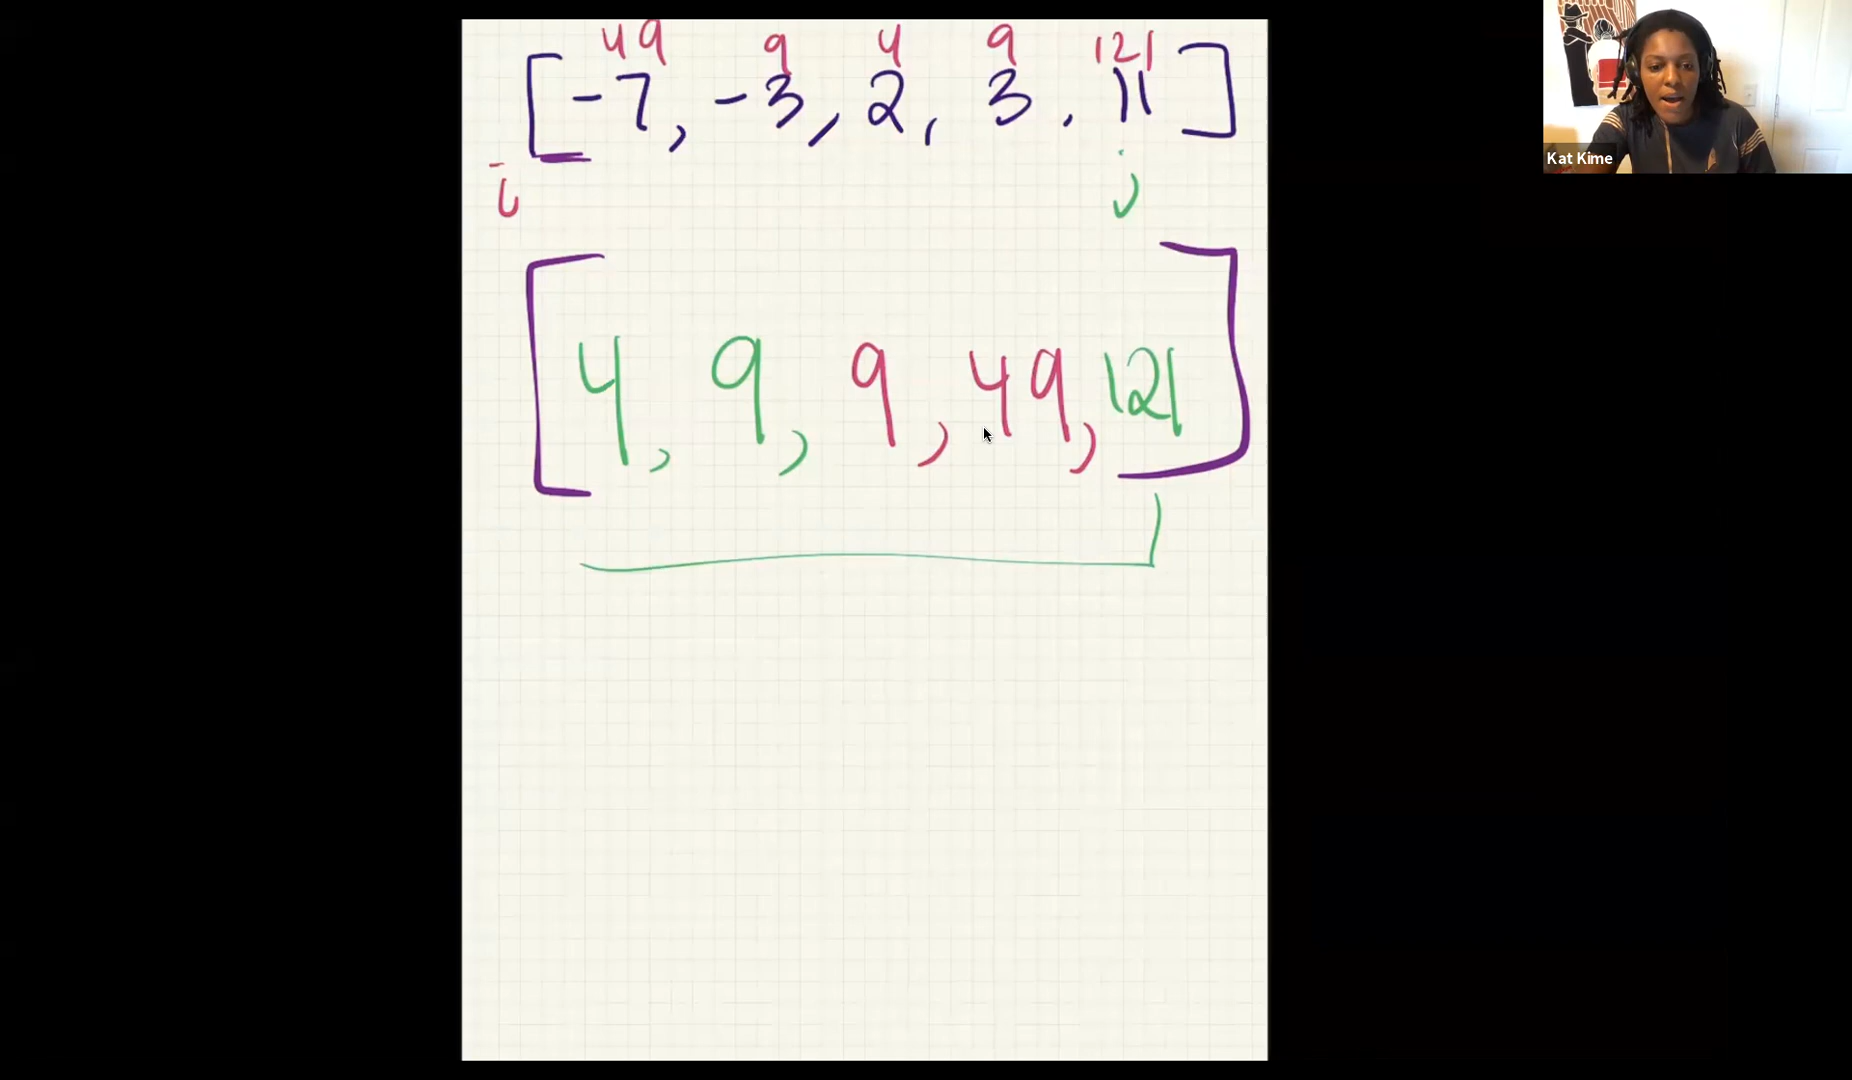 49 9 4 9 121
[-7, -3, 2, 3, 11]
i j
[4, 9, 9, 49, 121]
Kat Kime